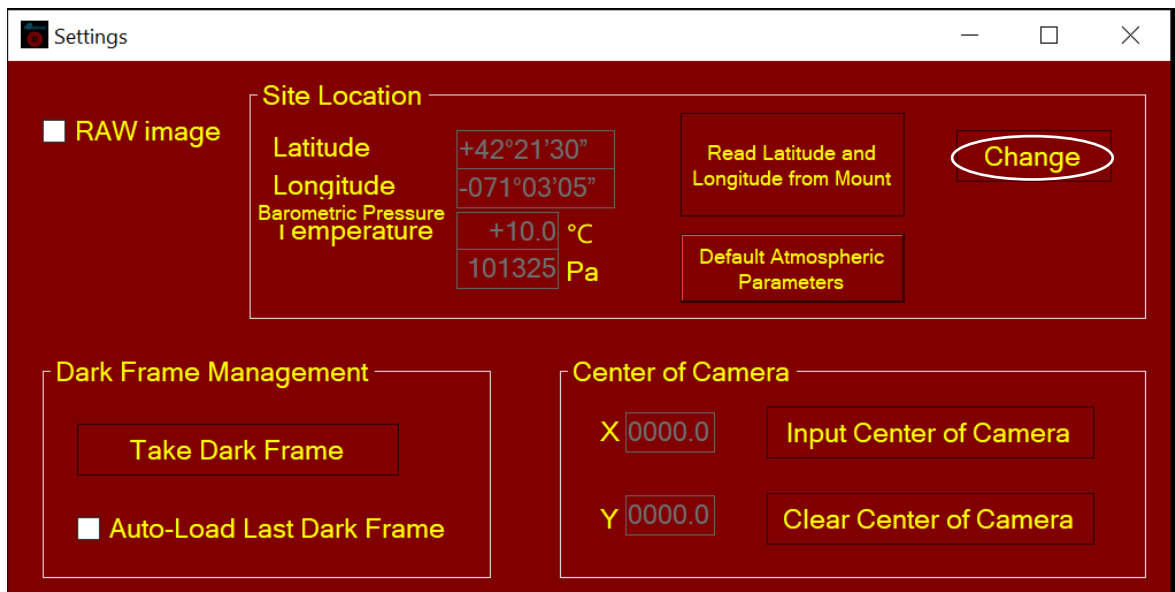 Settings
RAW image
Site Location
Latitude +42°21'30"
Longitude -071°03'05"
Barometric Pressure
Temperature +10.0 °C
101325 Pa
Read Latitude and
Longitude from Mount
Default Atmospheric
Parameters
Change
Dark Frame Management
Take Dark Frame
Auto-Load Last Dark Frame
Center of Camera
X 0000.0 Input Center of Camera
Y 0000.0 Clear Center of Camera